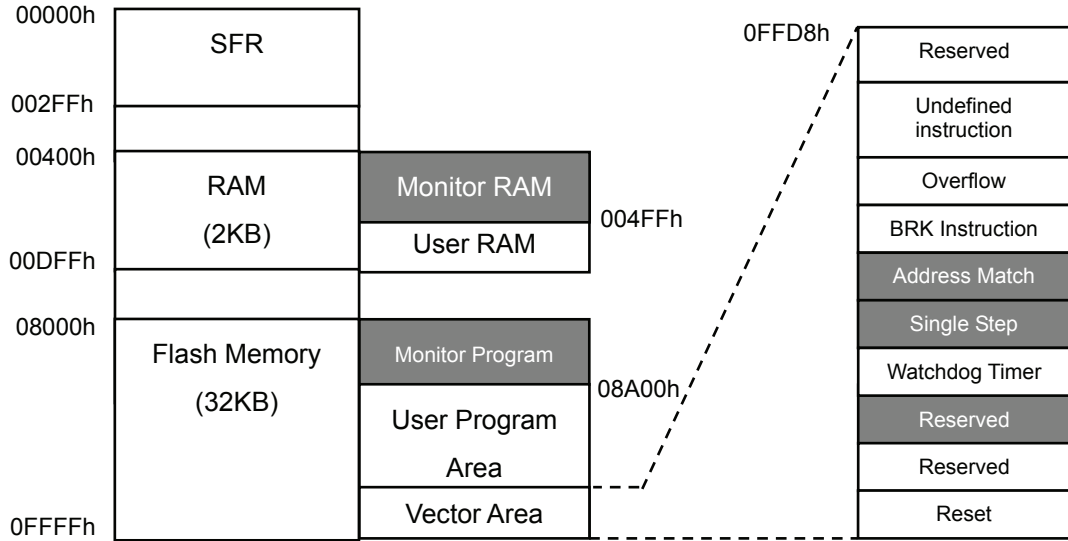 00000h
SFR
002FFh
00400h
RAM
(2KB)
00DFFh
08000h
Flash Memory
(32KB)
0FFFFh
Monitor RAM
004FFh
User RAM
Monitor Program
08A00h
User Program
Area
Vector Area
0FFD8h
Reserved
Undefined
instruction
Overflow
BRK Instruction
Address Match
Single Step
Watchdog Timer
Reserved
Reserved
Reset